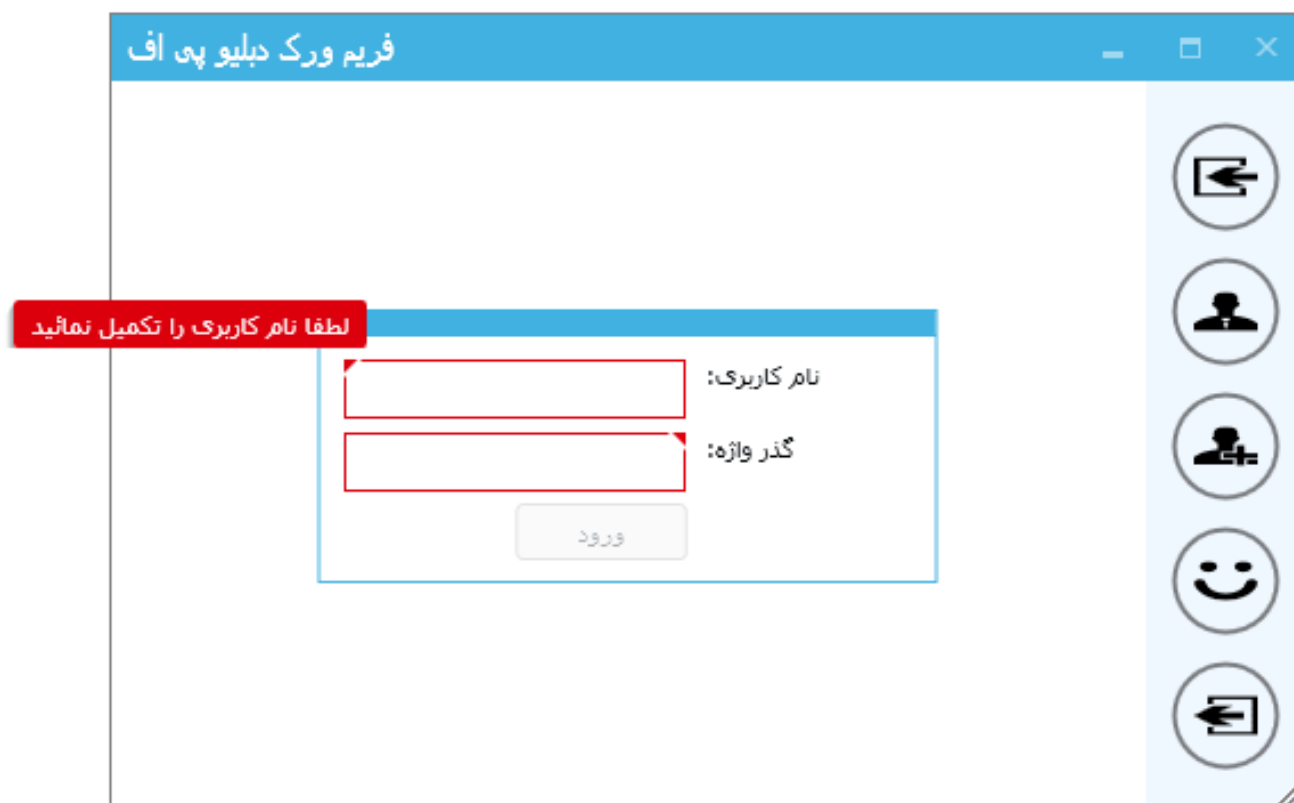 فریم ورک دبلیو پی اف
لطفا نام کاربری را تکمیل نمائید
نام کاربری:
گذر واژه:
ورود